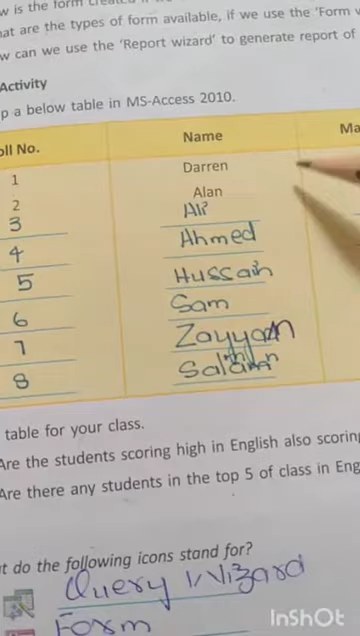 w is the form created if w
hat are the types of form available, if we use the 'Form w
w can we use the 'Report wizard' to generate report of
Activity
p a below table in MS-Access 2010.
oll No. Name Ma
1 Darren
2 Alan
3 Ali
4 Ahmed
5 Hussain
6 Sam
7 Zayyan
8
table for your class.
Are the students scoring high in English also scoring
Are there any students in the top 5 of class in Eng
t do the following icons stand for?
Query Wizard
Form
InShOt